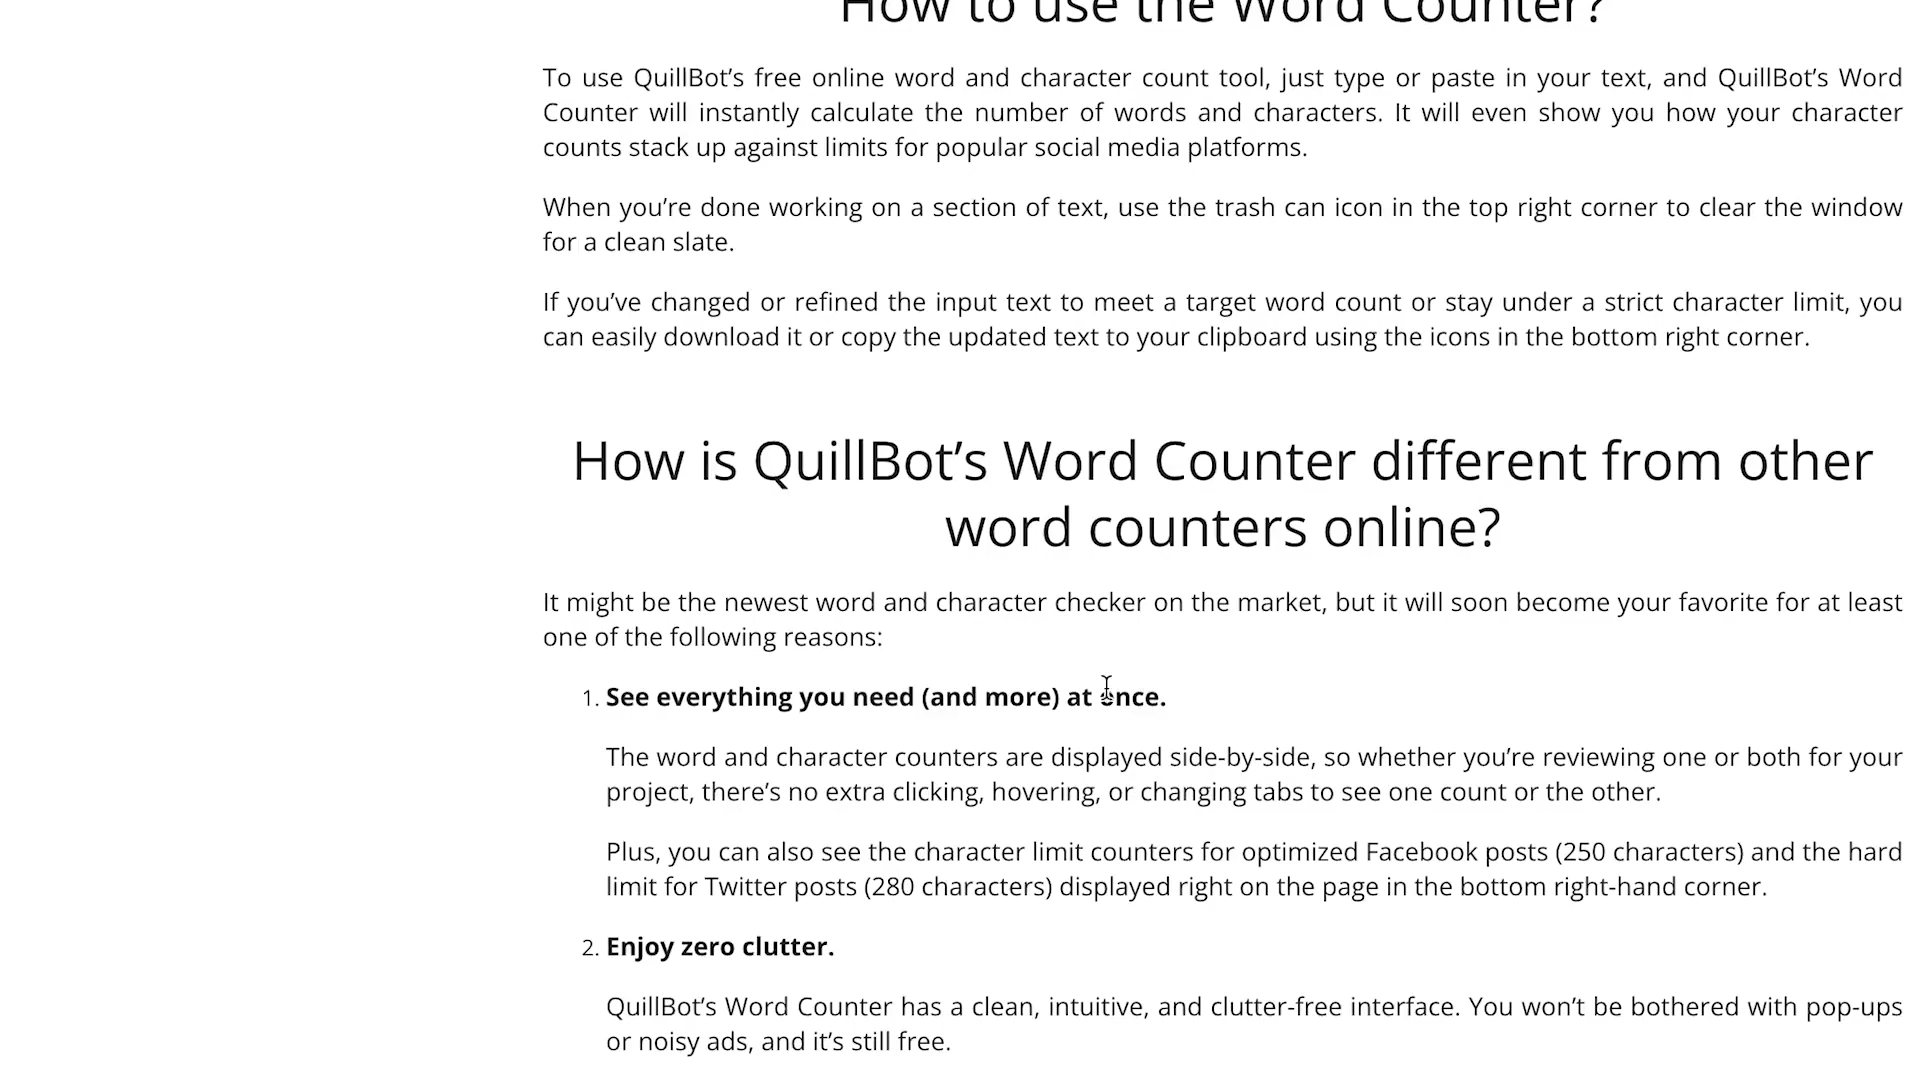 How to use the Word Counter?
To use QuillBot’s free online word and character count tool, just type or paste in your text, and QuillBot’s Word
Counter will instantly calculate the number of words and characters. It will even show you how your character
counts stack up against limits for popular social media platforms.
When you’re done working on a section of text, use the trash can icon in the top right corner to clear the window
for a clean slate.
If you’ve changed or refined the input text to meet a target word count or stay under a strict character limit, you
can easily download it or copy the updated text to your clipboard using the icons in the bottom right corner.
How is QuillBot’s Word Counter different from other
word counters online?
It might be the newest word and character checker on the market, but it will soon become your favorite for at least
one of the following reasons:
1. See everything you need (and more) at once.
The word and character counters are displayed side-by-side, so whether you’re reviewing one or both for your
project, there’s no extra clicking, hovering, or changing tabs to see one count or the other.
Plus, you can also see the character limit counters for optimized Facebook posts (250 characters) and the hard
limit for Twitter posts (280 characters) displayed right on the page in the bottom right-hand corner.
2. Enjoy zero clutter.
QuillBot’s Word Counter has a clean, intuitive, and clutter-free interface. You won’t be bothered with pop-ups
or noisy ads, and it’s still free.